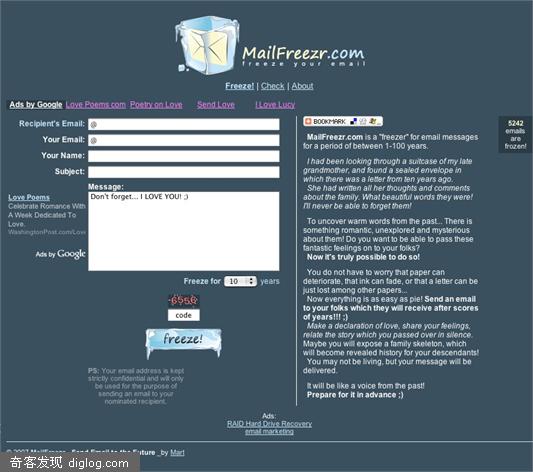 MailFreezr.com
freeze your email
Freeze! | Check | About
Ads by Google Love Poems com Poetry on Love Send Love I Love Lucy
Recipient's Email: @
Your Email: @
Your Name:
Subject:
Message:
Don't forget... I LOVE YOU! ;)
Love Poems
Celebrate Romance With
A Week Dedicated To
Love.
WashingtonPost.com/Love
Ads by Google
Freeze for 10 years
code
freeze!
PS: Your email address is kept
strictly confidential and will only
be used for the purpose of
sending an email to your
nominated recipient.
BOOKMARK
MailFreezr.com is a "freezer" for email messages
for a period of between 1-100 years.
I had been looking through a suitcase of my late
grandmother, and found a sealed envelope in
which there was a letter from ten years ago.
She had written all her thoughts and comments
about the family. What beautiful words they were!
I'll never be able to forget them!
To uncover warm words from the past... There is
something romantic, unexplored and mysterious
about them! Do you want to be able to pass these
fantastic feelings on to your folks?
Now it's truly possible to do so!
You do not have to worry that paper can
deteriorate, that ink can fade, or that a letter can be
just lost among other papers...
Now everything is as easy as pie! Send an email
to your folks which they will receive after scores
of years!!! ;)
Make a declaration of love, share your feelings,
relate the story which you passed over in silence.
Maybe you will expose a family skeleton, which
will become revealed history for your descendants!
You may not be living, but your message will be
delivered.
It will be like a voice from the past!
Prepare for it in advance ;)
5242
emails
are
frozen!
Ads:
RAID Hard Drive Recovery
email marketing
© 2007 MailFreezr - Send Email to the Future _by Mart
奇客发现 diglog.com